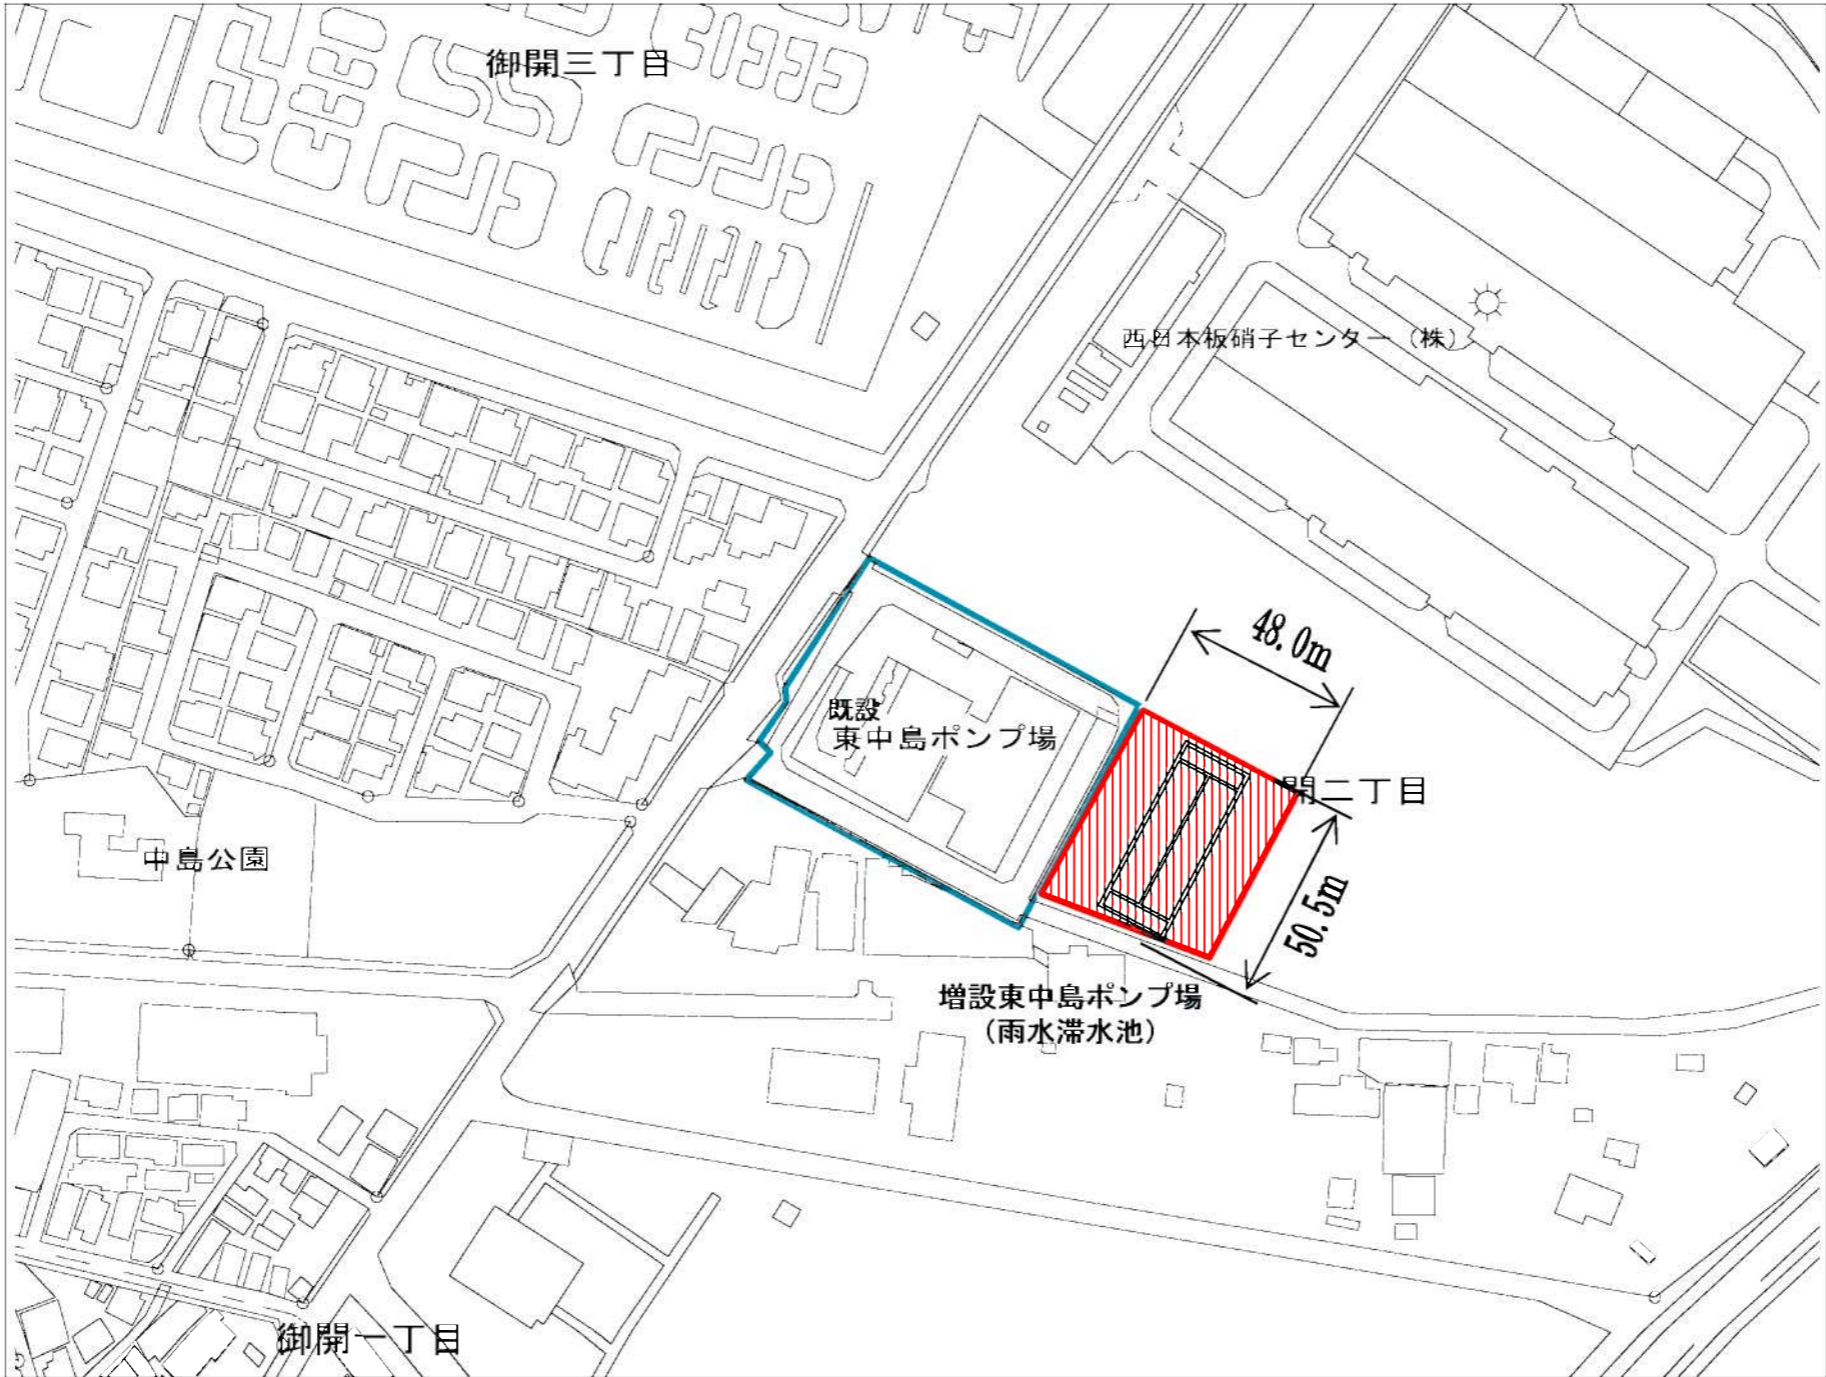 御開三丁目
西日本板硝子センター（株）
48.0m
既設
東中島ポンプ場
開二丁目
中島公園
50.5m
増設東中島ポンプ場
（雨水滞水池）
御開一丁目